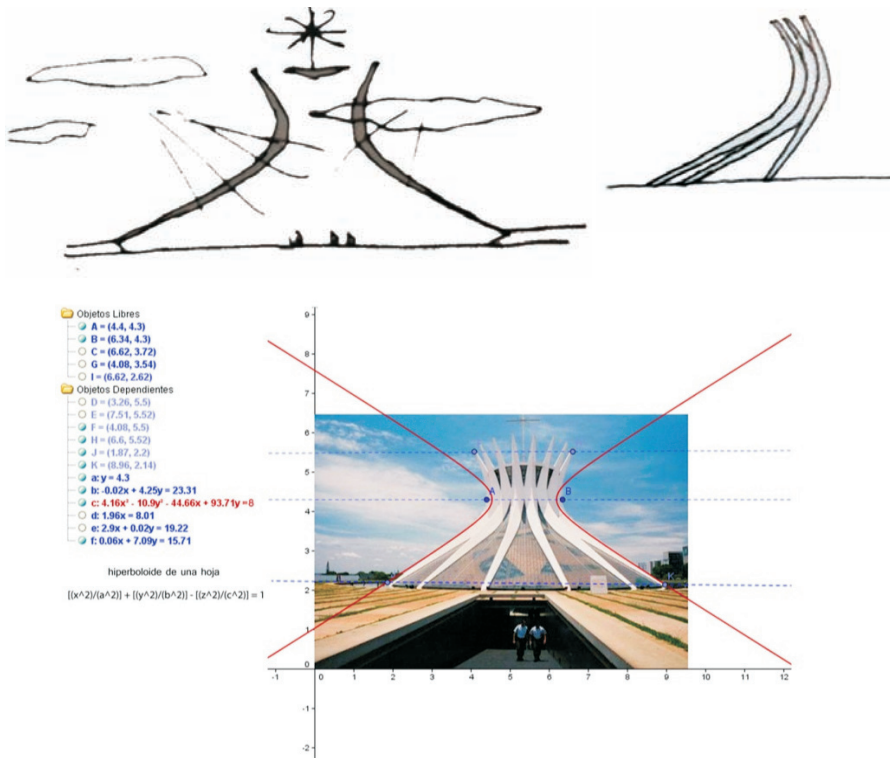 Objetos Libres
A = (4.4, 4.3)
B = (6.34, 4.3)
C = (6.62, 3.72)
G = (4.08, 3.54)
I = (6.62, 2.62)
Objetos Dependientes
D = (3.26, 5.5)
E = (7.51, 5.52)
F = (4.08, 5.5)
H = (6.6, 5.52)
J = (1.87, 2.2)
K = (8.96, 2.14)
a: y = 4.3
b: -0.02x + 4.25y = 23.31
c: 4.16x² - 10.9y² - 44.66x + 93.71y =8
d: 1.96x = 8.01
e: 2.9x + 0.02y = 19.22
f: 0.06x + 7.09y = 15.71
hiperboloide de una hoja
[(x^2)/(a^2)] + [(y^2)/(b^2)] - [(z^2)/(c^2)] = 1
9
8
7
6
5
4
3
2
1
0
-1
-2
A
B
K
-1
0
1
2
3
4
5
6
7
8
9
10
11
12